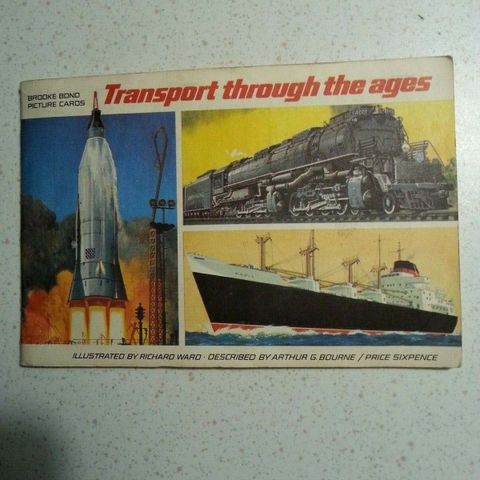 BROOKE BOND
PICTURE CARDS
Transport through the ages
ILLUSTRATED BY RICHARD WARD · DESCRIBED BY ARTHUR G. BOURNE / PRICE SIXPENCE